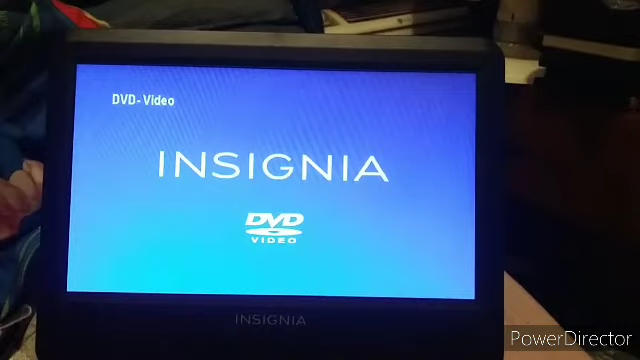 DVD-Video
INSIGNIA
DVD
VIDEO
INSIGNIA
PowerDirector